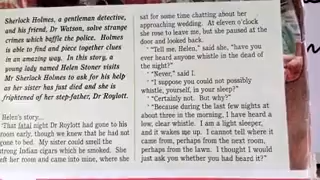 Sherlock Holmes, a gentleman detective,
and his friend, Dr Watson, solve strange
crimes which baffle the police. Holmes
is able to find and piece together clues
in an amazing way. In this story, a
young lady named Helen Stoner visits
Mr Sherlock Holmes to ask for his help
as her sister has just died and she is
frightened of her step-father, Dr Roylott.
Helen's story...
That fatal night Dr Roylott had gone to his
room early, though we knew that he had not
gone to bed. My sister could smell the
strong Indian cigars which he smoked. She
left her room and came into mine, where she
sat for some time chatting about her
approaching wedding. At eleven o'clock
she rose to leave me, but she paused at the
door and looked back.
"Tell me, Helen," said she, "have you
ever heard anyone whistle in the dead of
the night?"
"Never," said I.
"I suppose you could not possibly
whistle, yourself, in your sleep?"
"Certainly not. But why?"
"Because during the last few nights at
about three in the morning, I have heard a
low, clear whistle. I am a light sleeper,
and it wakes me up. I cannot tell where it
came from, perhaps from the next room,
perhaps from the lawn. I thought I would
just ask you whether you had heard it?"